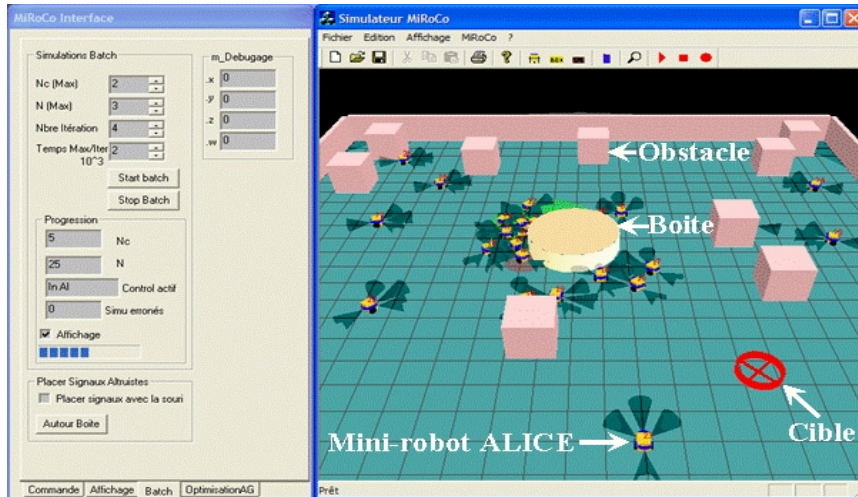 MiRoCo Interface
Simulations Batch
Nc (Max) 2
N (Max) 3
Nbre Itération 4
Temps Max/Iter 2
10^3
Start batch
Stop Batch
m_Debugage
.x 0
.y 0
.z 0
.w 0
Progression
5 Nc
25 N
In Al Control actif
0 Simu erronés
Affichage
Placer Signaux Altruistes
Placer signaux avec la souri
Autour Boite
Commande Affichage Batch OptimisationAG
Simulateur MiRoCo
Fichier Edition Affichage MiRoCo ?
Obstacle
Boite
Cible
Mini-robot ALICE
Prêt